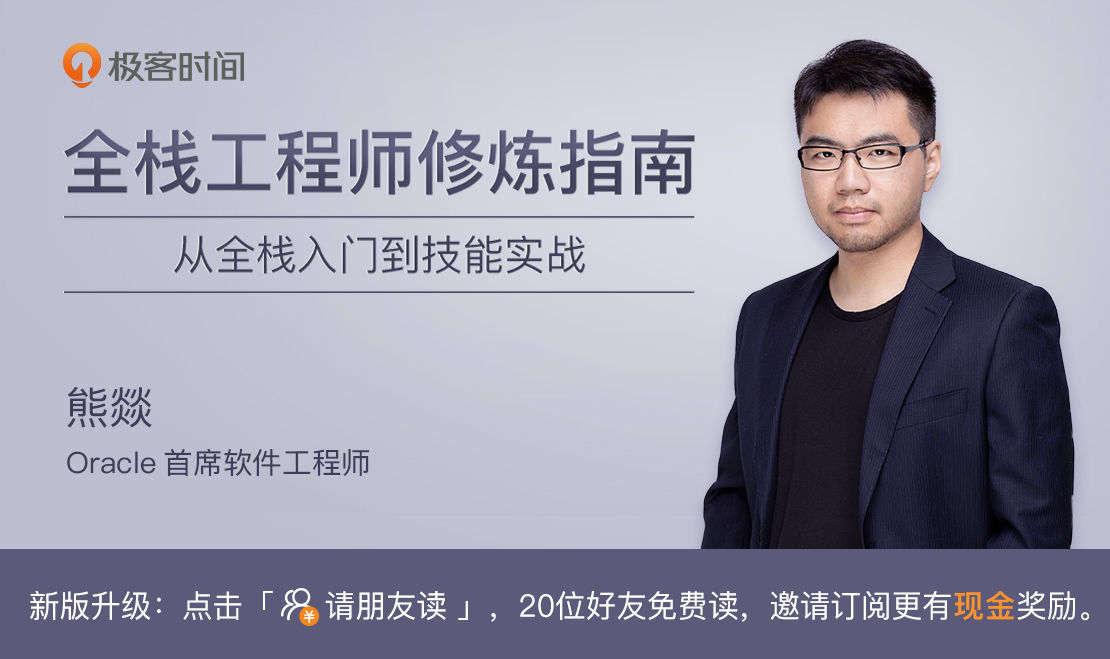 极客时间
全栈工程师修炼指南
从全栈入门到技能实战
熊燚
Oracle 首席软件工程师
新版升级：点击「 ¥ 请朋友读 」，20位好友免费读，邀请订阅更有现金奖励。